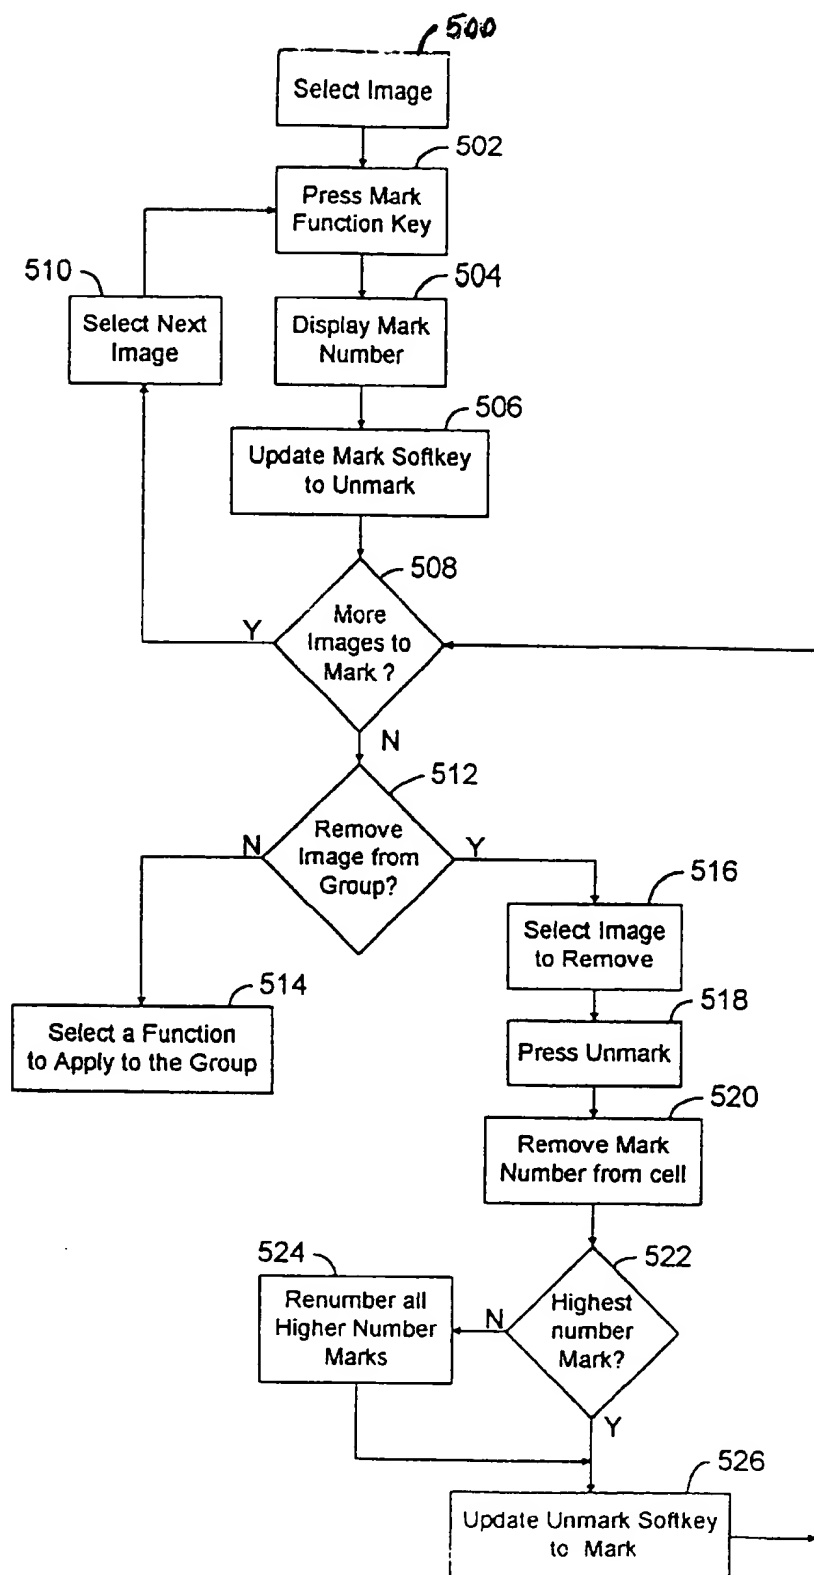 500
Select Image
502
Press Mark
Function Key
510
Select Next
Image
504
Display Mark
Number
506
Update Mark Softkey
to Unmark
508
More
Images to
Mark ?
Y
N
512
Remove
Image from
Group?
N
Y
514
Select a Function
to Apply to the Group
516
Select Image
to Remove
518
Press Unmark
520
Remove Mark
Number from cell
522
Highest
number
Mark?
N
Y
524
Renumber all
Higher Number
Marks
526
Update Unmark Softkey
to Mark